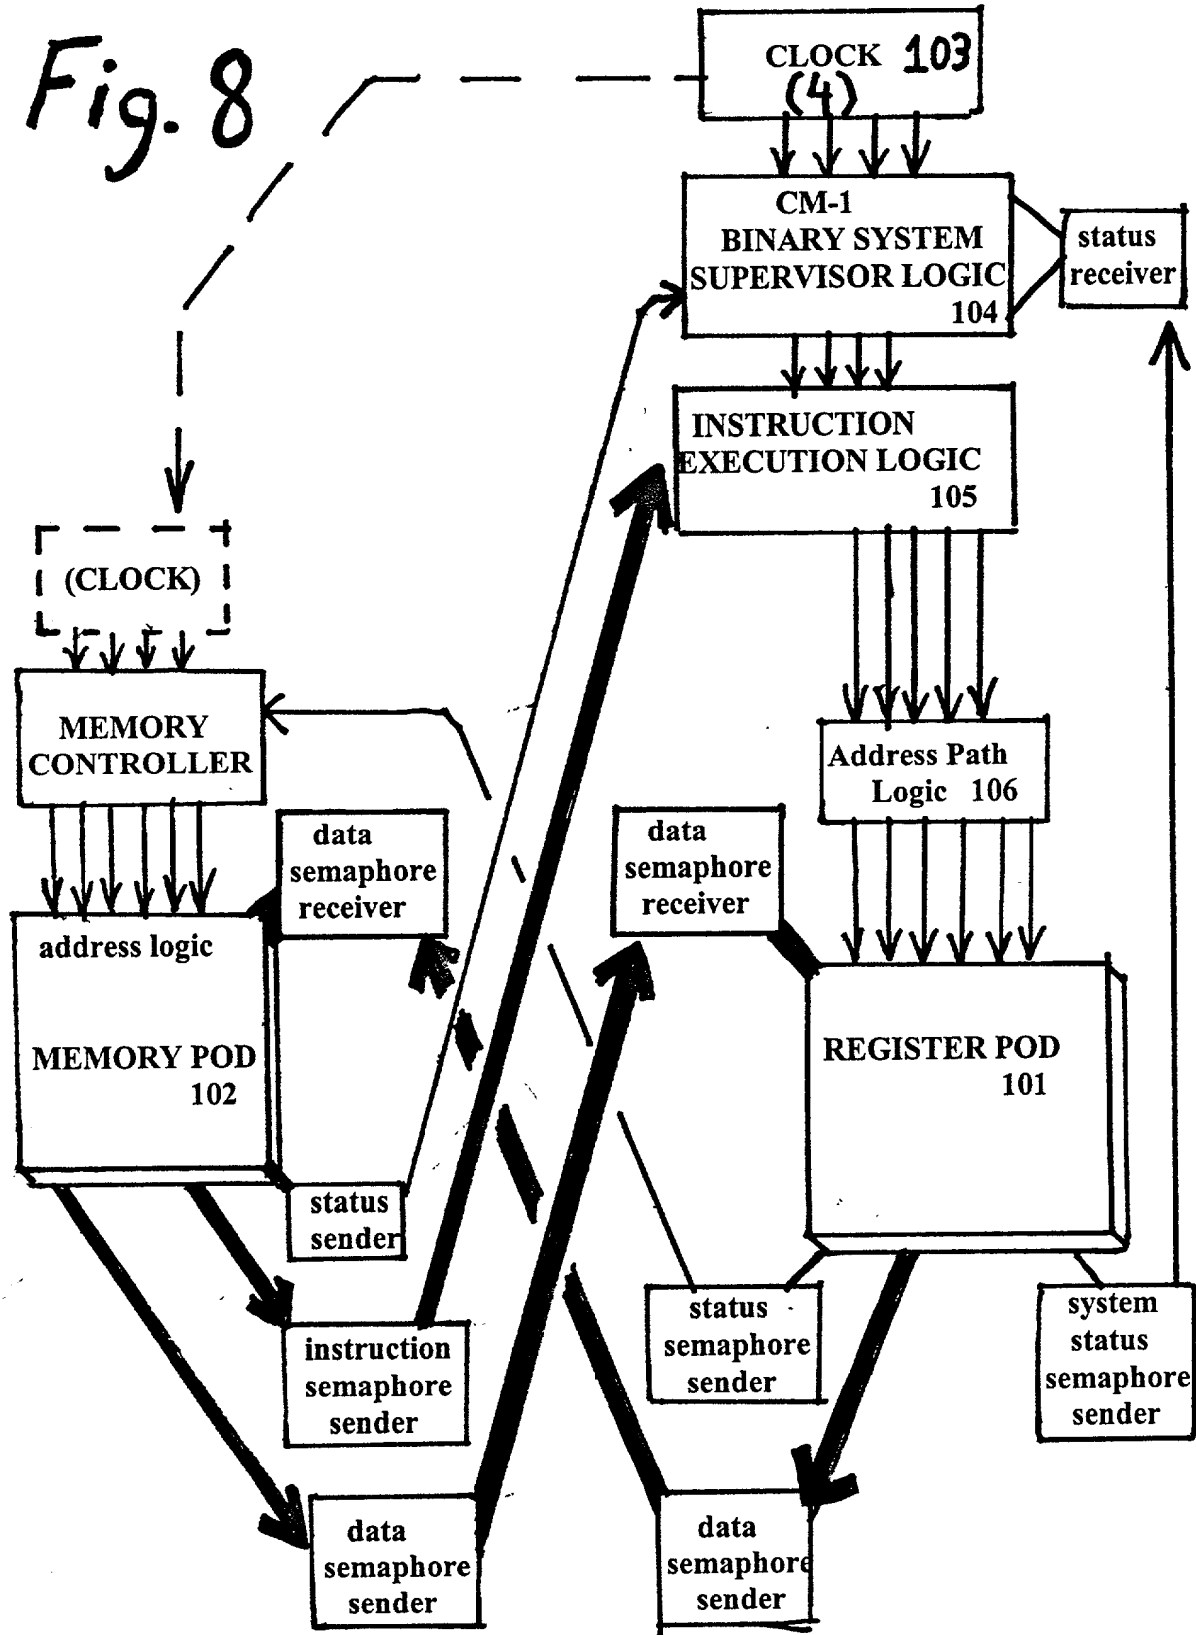 Fig. 8
CLOCK 103
(4)
CM-1
BINARY SYSTEM
SUPERVISOR LOGIC
104
status
receiver
INSTRUCTION
EXECUTION LOGIC
105
(CLOCK)
MEMORY
CONTROLLER
Address Path
Logic 106
data
semaphore
receiver
data
semaphore
receiver
address logic
MEMORY POD
102
REGISTER POD
101
status
sender
instruction
semaphore
sender
status
semaphore
sender
system
status
semaphore
sender
data
semaphore
sender
data
semaphore
sender